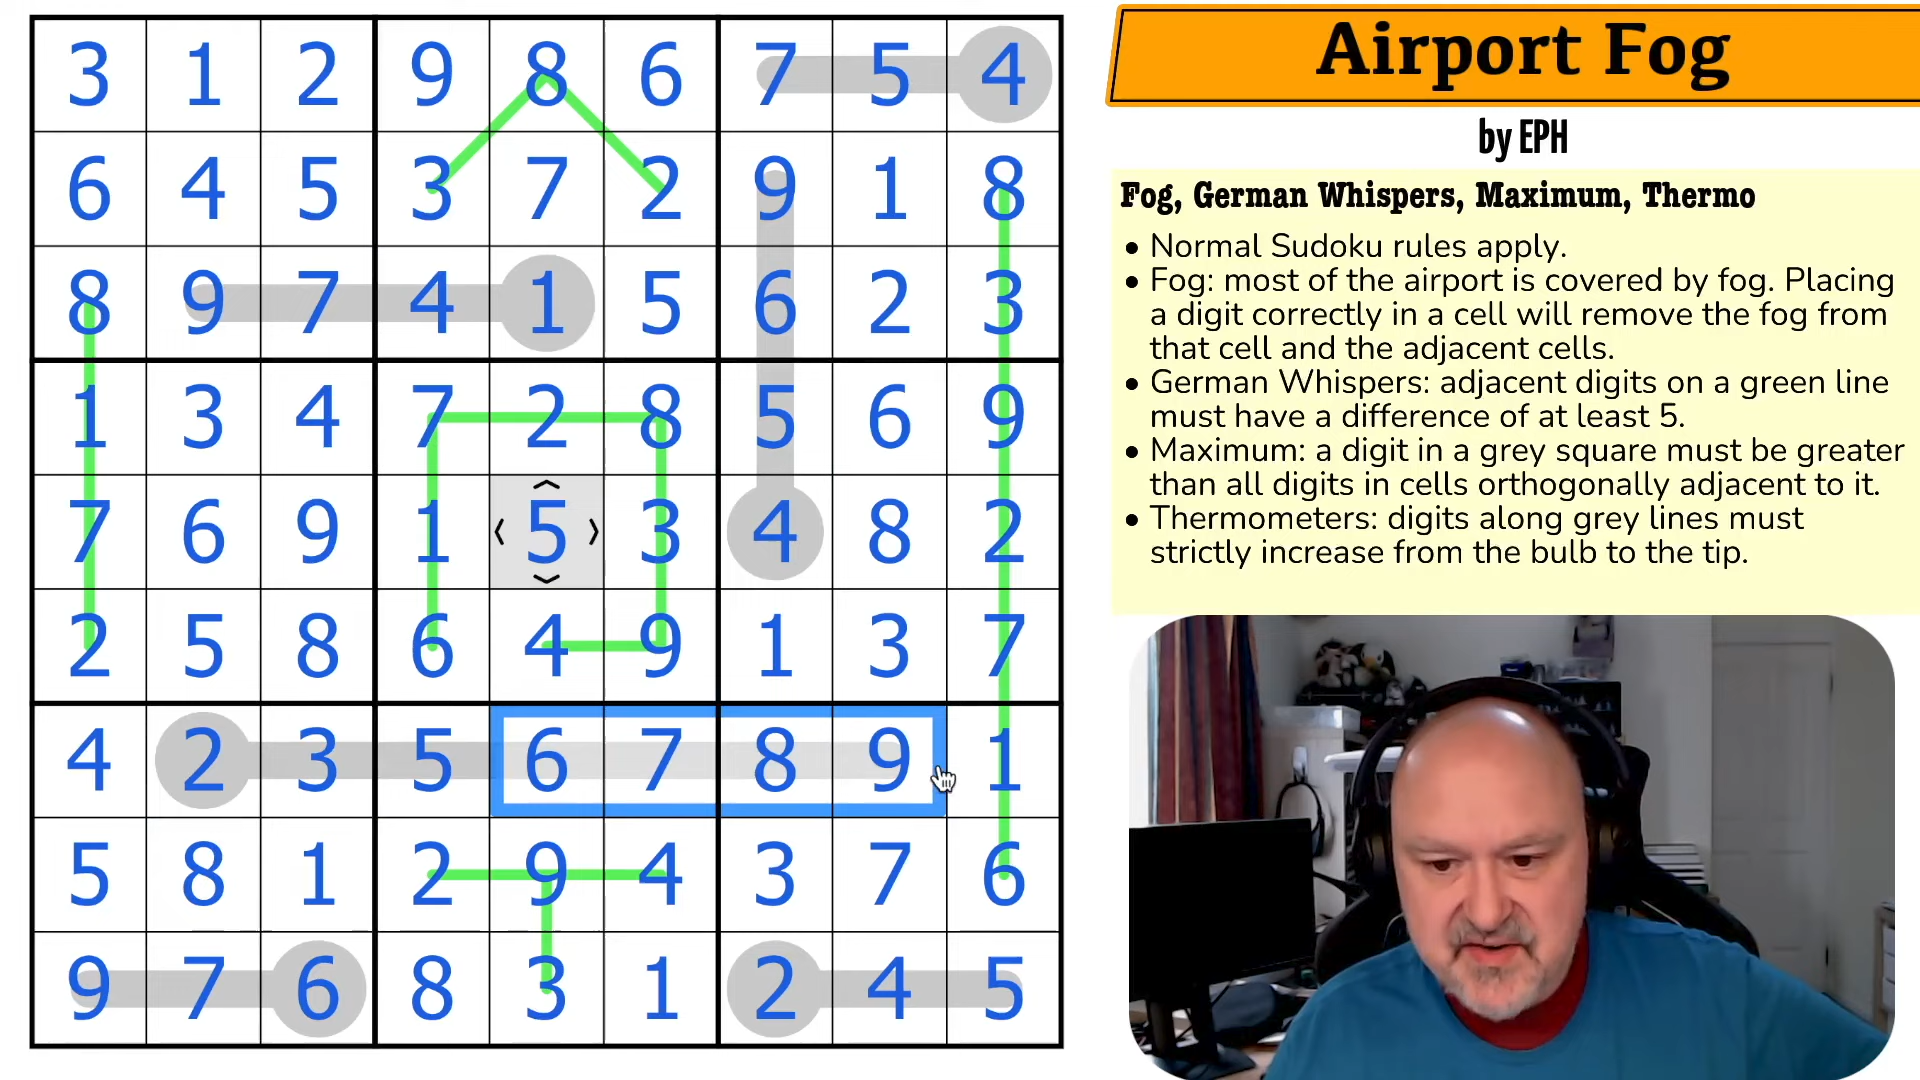 3 1 2 9 8 6 7 5 4
6 4 5 3 7 2 9 1 8
8 9 7 4 1 5 6 2 3
1 3 4 7 2 8 5 6 9
7 6 9 1 5 3 4 8 2
2 5 8 6 4 9 1 3 7
4 2 3 5 6 7 8 9 1
5 8 1 2 9 4 3 7 6
9 7 6 8 3 1 2 4 5
Airport Fog
by EPH
Fog, German Whispers, Maximum, Thermo
• Normal Sudoku rules apply.
• Fog: most of the airport is covered by fog. Placing
a digit correctly in a cell will remove the fog from
that cell and the adjacent cells.
• German Whispers: adjacent digits on a green line
must have a difference of at least 5.
• Maximum: a digit in a grey square must be greater
than all digits in cells orthogonally adjacent to it.
• Thermometers: digits along grey lines must
strictly increase from the bulb to the tip.